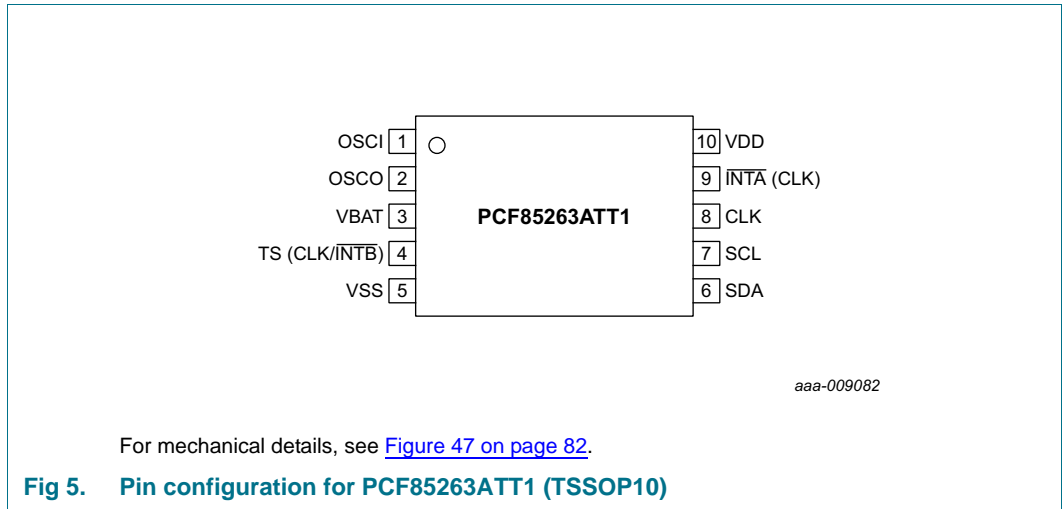 OSCI 1 10 VDD
OSCO 2 9 I̅N̅T̅A̅ (CLK)
VBAT 3 PCF85263ATT1 8 CLK
TS (CLK/I̅N̅T̅B̅) 4 7 SCL
VSS 5 6 SDA
aaa-009082
For mechanical details, see Figure 47 on page 82.
Fig 5. Pin configuration for PCF85263ATT1 (TSSOP10)